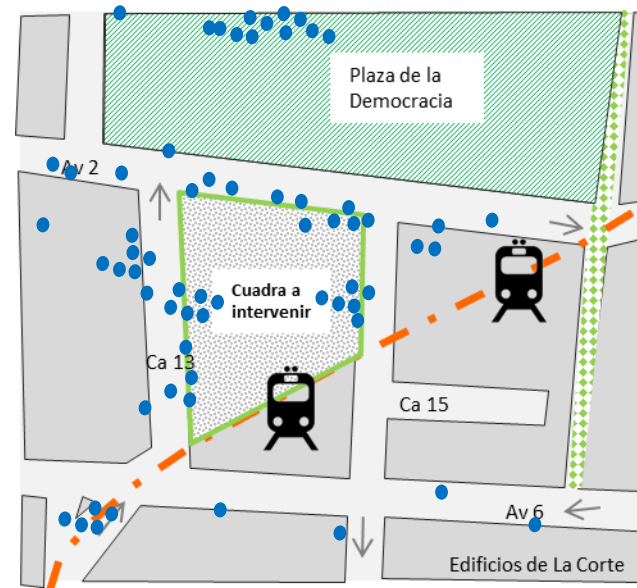 Plaza de la
Democracia
Av 2
Cuadra a
intervenir
Ca 13
Ca 15
Av 6
Edificios de La Corte